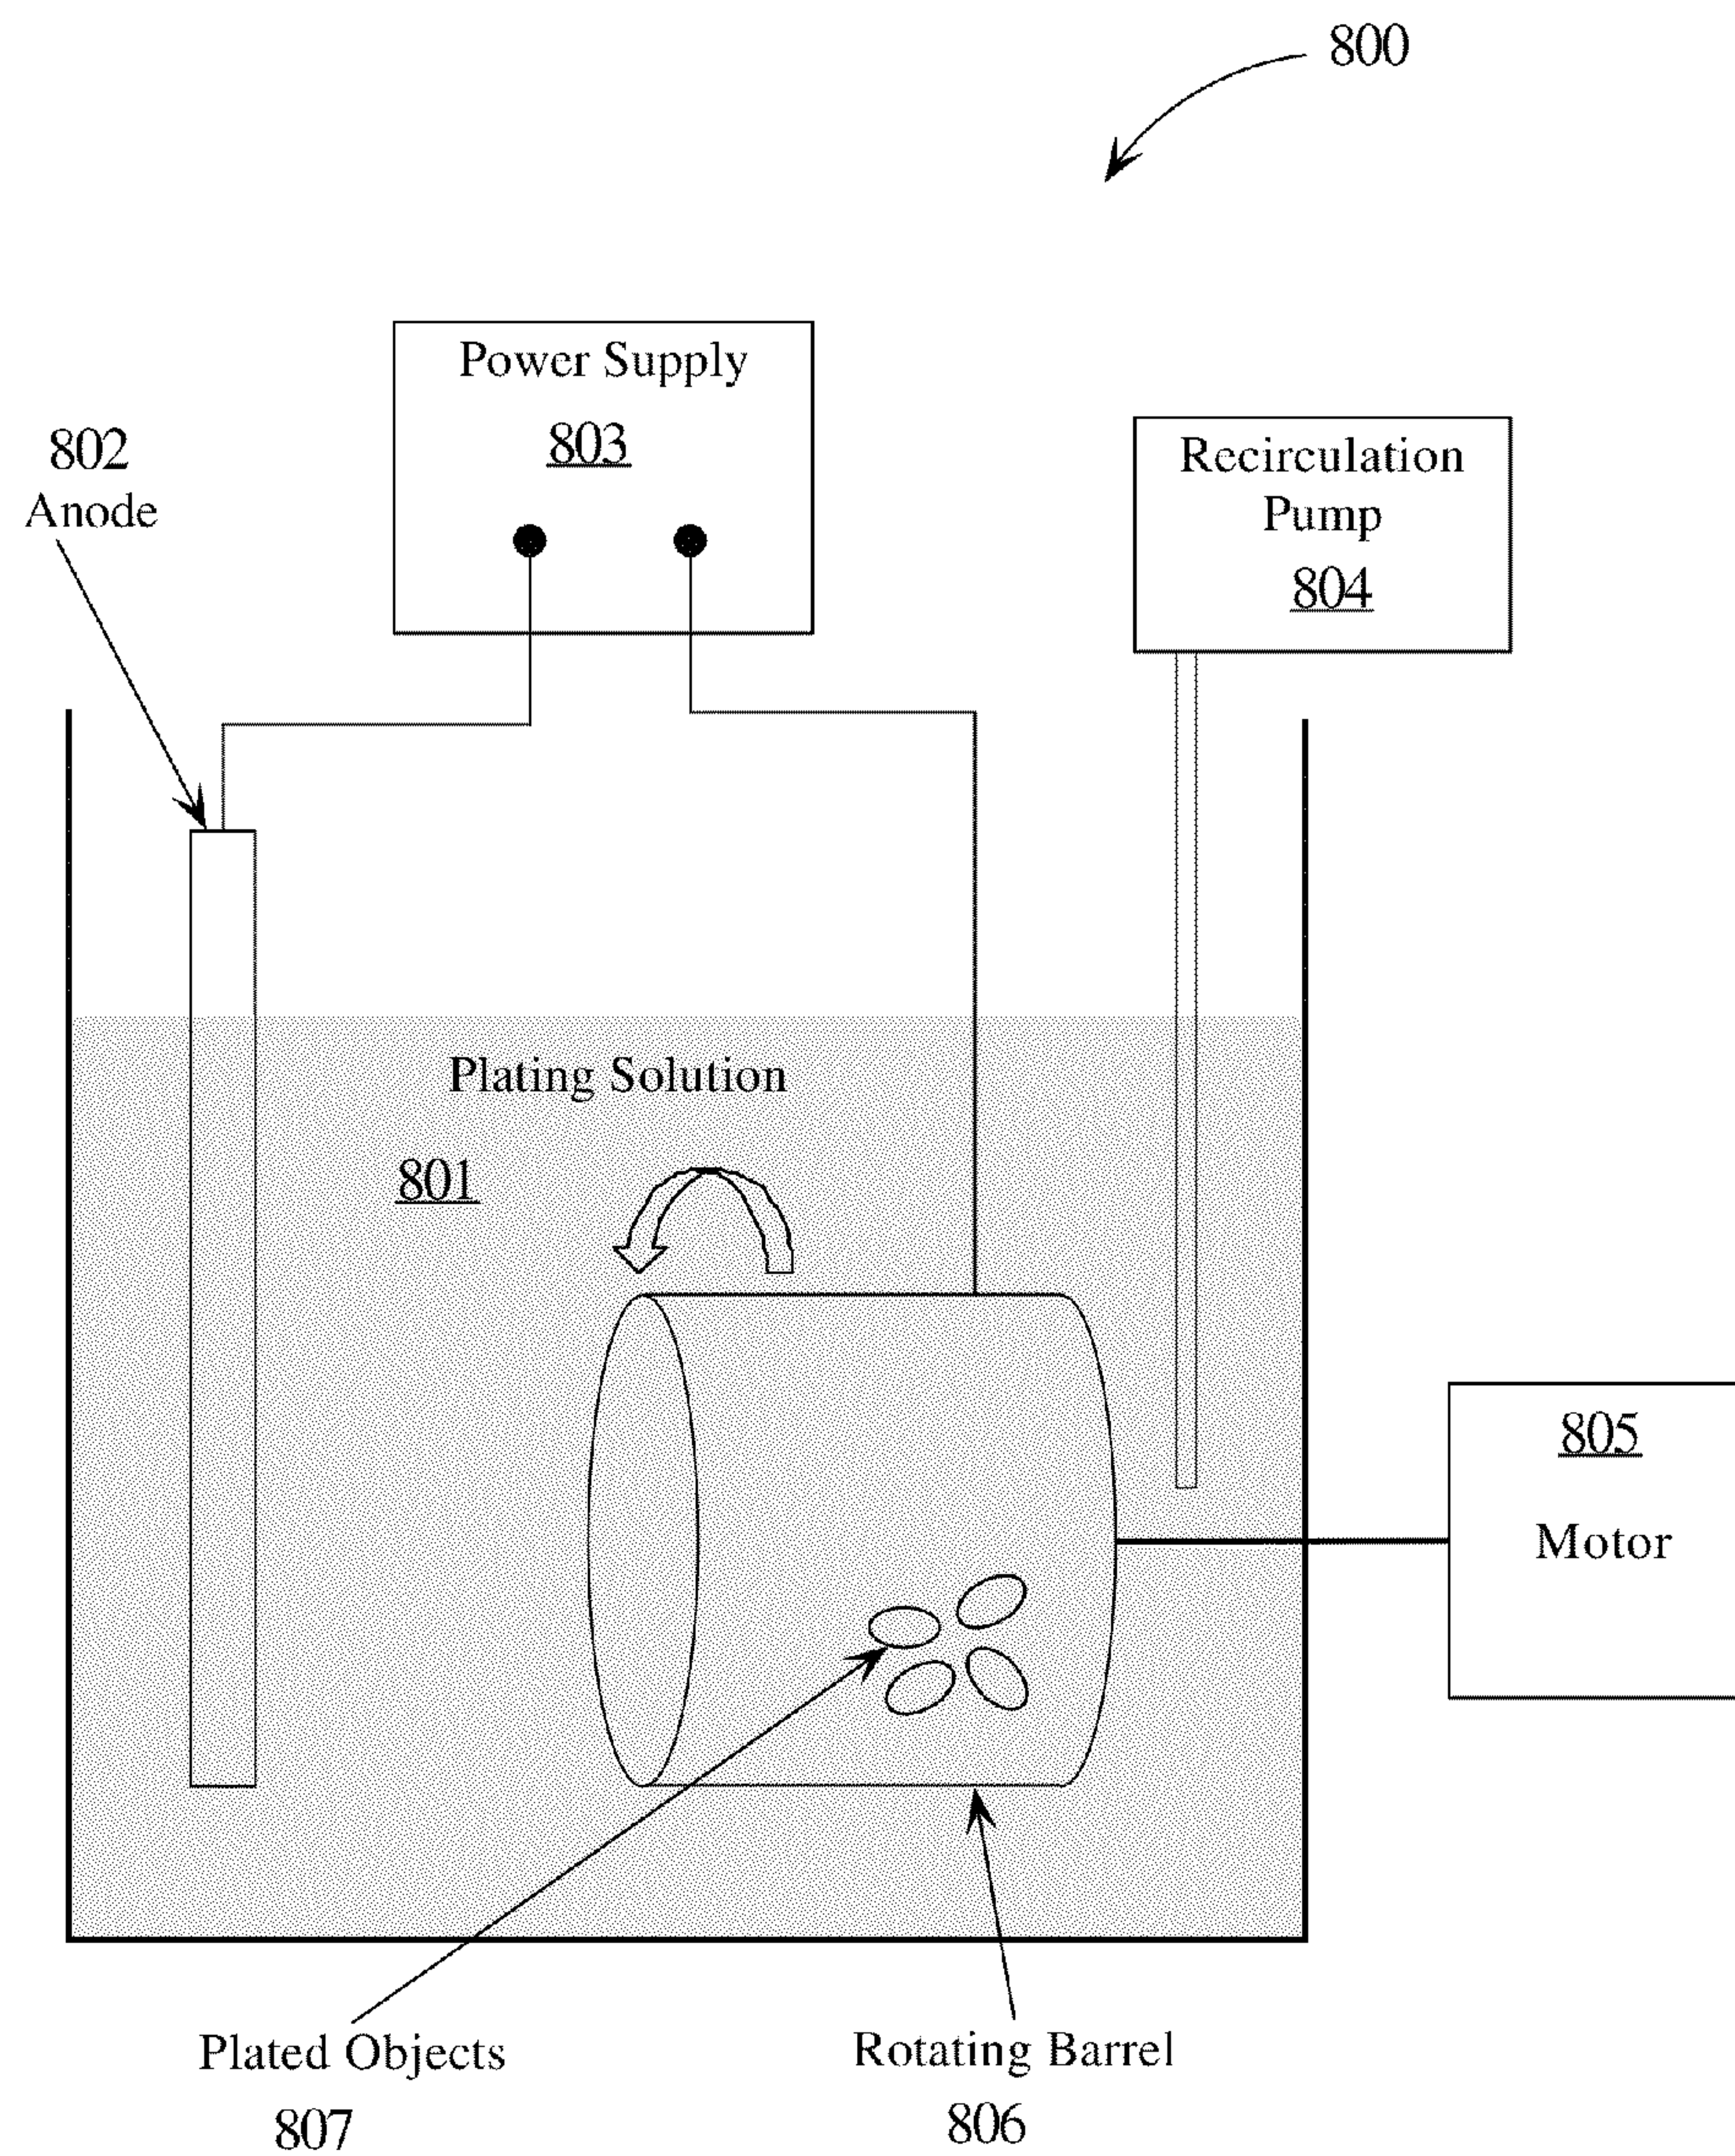 800
Power Supply
803
802
Anode
Recirculation
Pump
804
Plating Solution
801
805
Motor
Plated Objects
807
Rotating Barrel
806